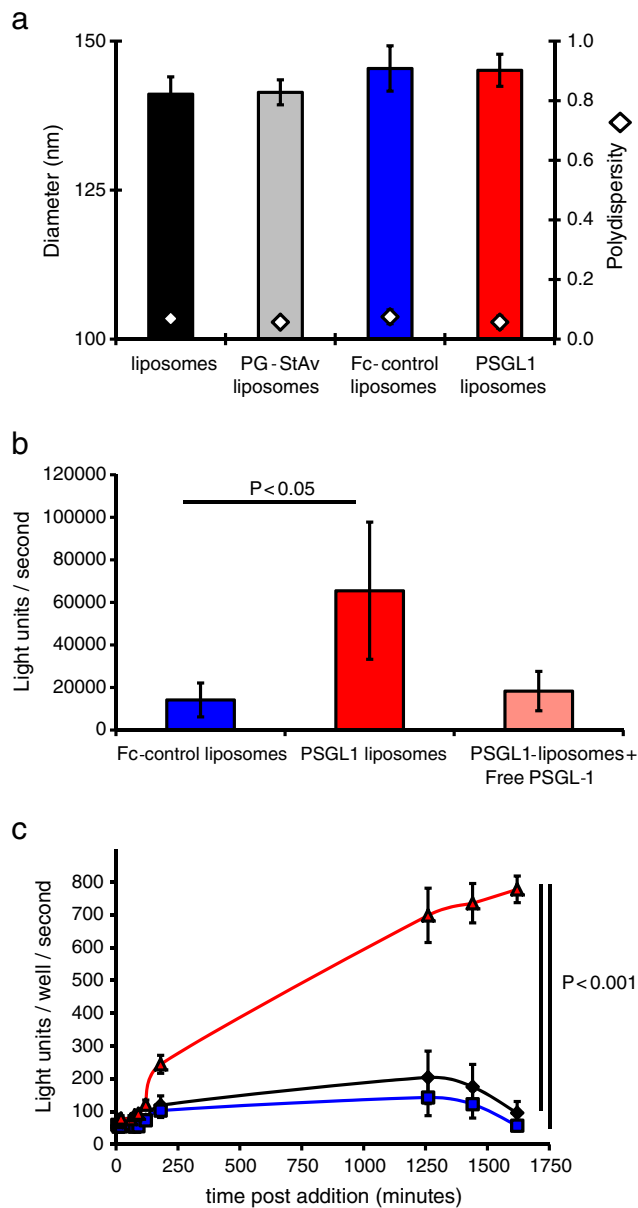 a
150
125
100
Diameter (nm)
1.0
0.8
0.6
0.4
0.2
0.0
Polydispersity
liposomes
PG-StAv
liposomes
Fc-control
liposomes
PSGL1
liposomes
b
120000
100000
80000
60000
40000
20000
0
Light units / second
P<0.05
Fc-control liposomes
PSGL1 liposomes
PSGL1-liposomes+
Free PSGL-1
c
800
700
600
500
400
300
200
100
0
Light units / well / second
P<0.001
0
250
500
750
1000
1250
1500
1750
time post addition (minutes)